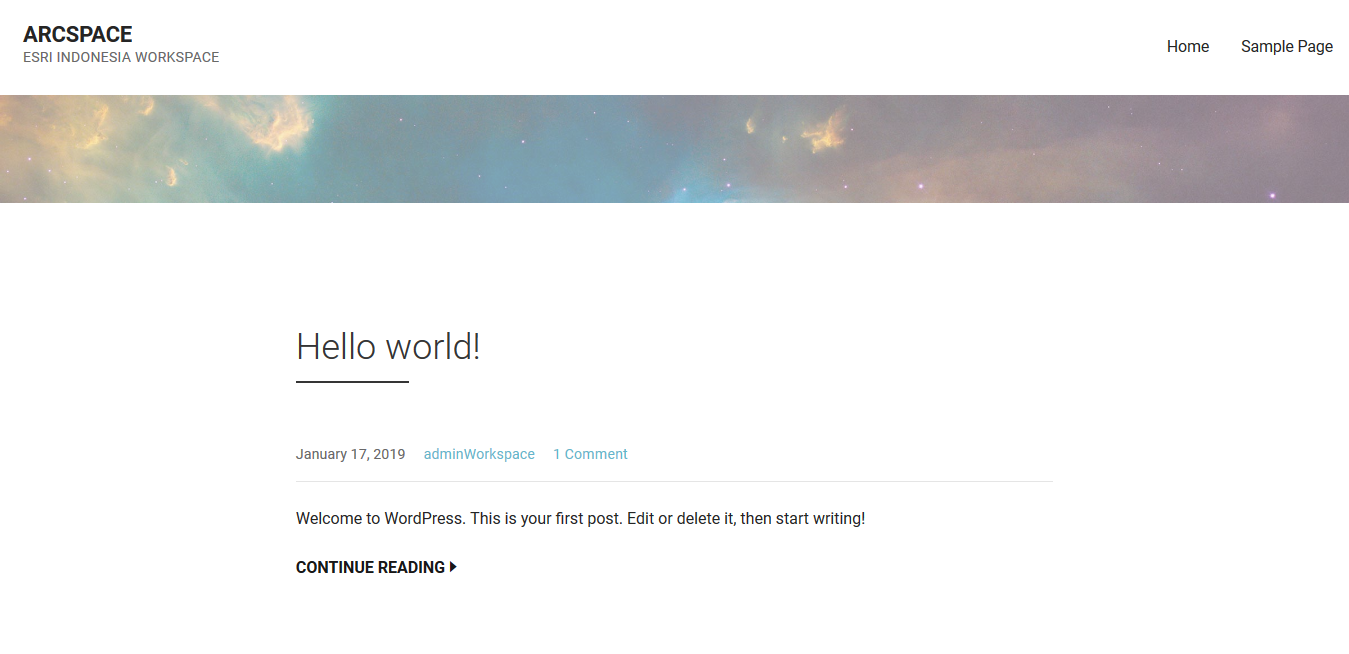 ARCSPACE
ESRI INDONESIA WORKSPACE
Home Sample Page
Hello world!
January 17, 2019 adminWorkspace 1 Comment
Welcome to WordPress. This is your first post. Edit or delete it, then start writing!
CONTINUE READING